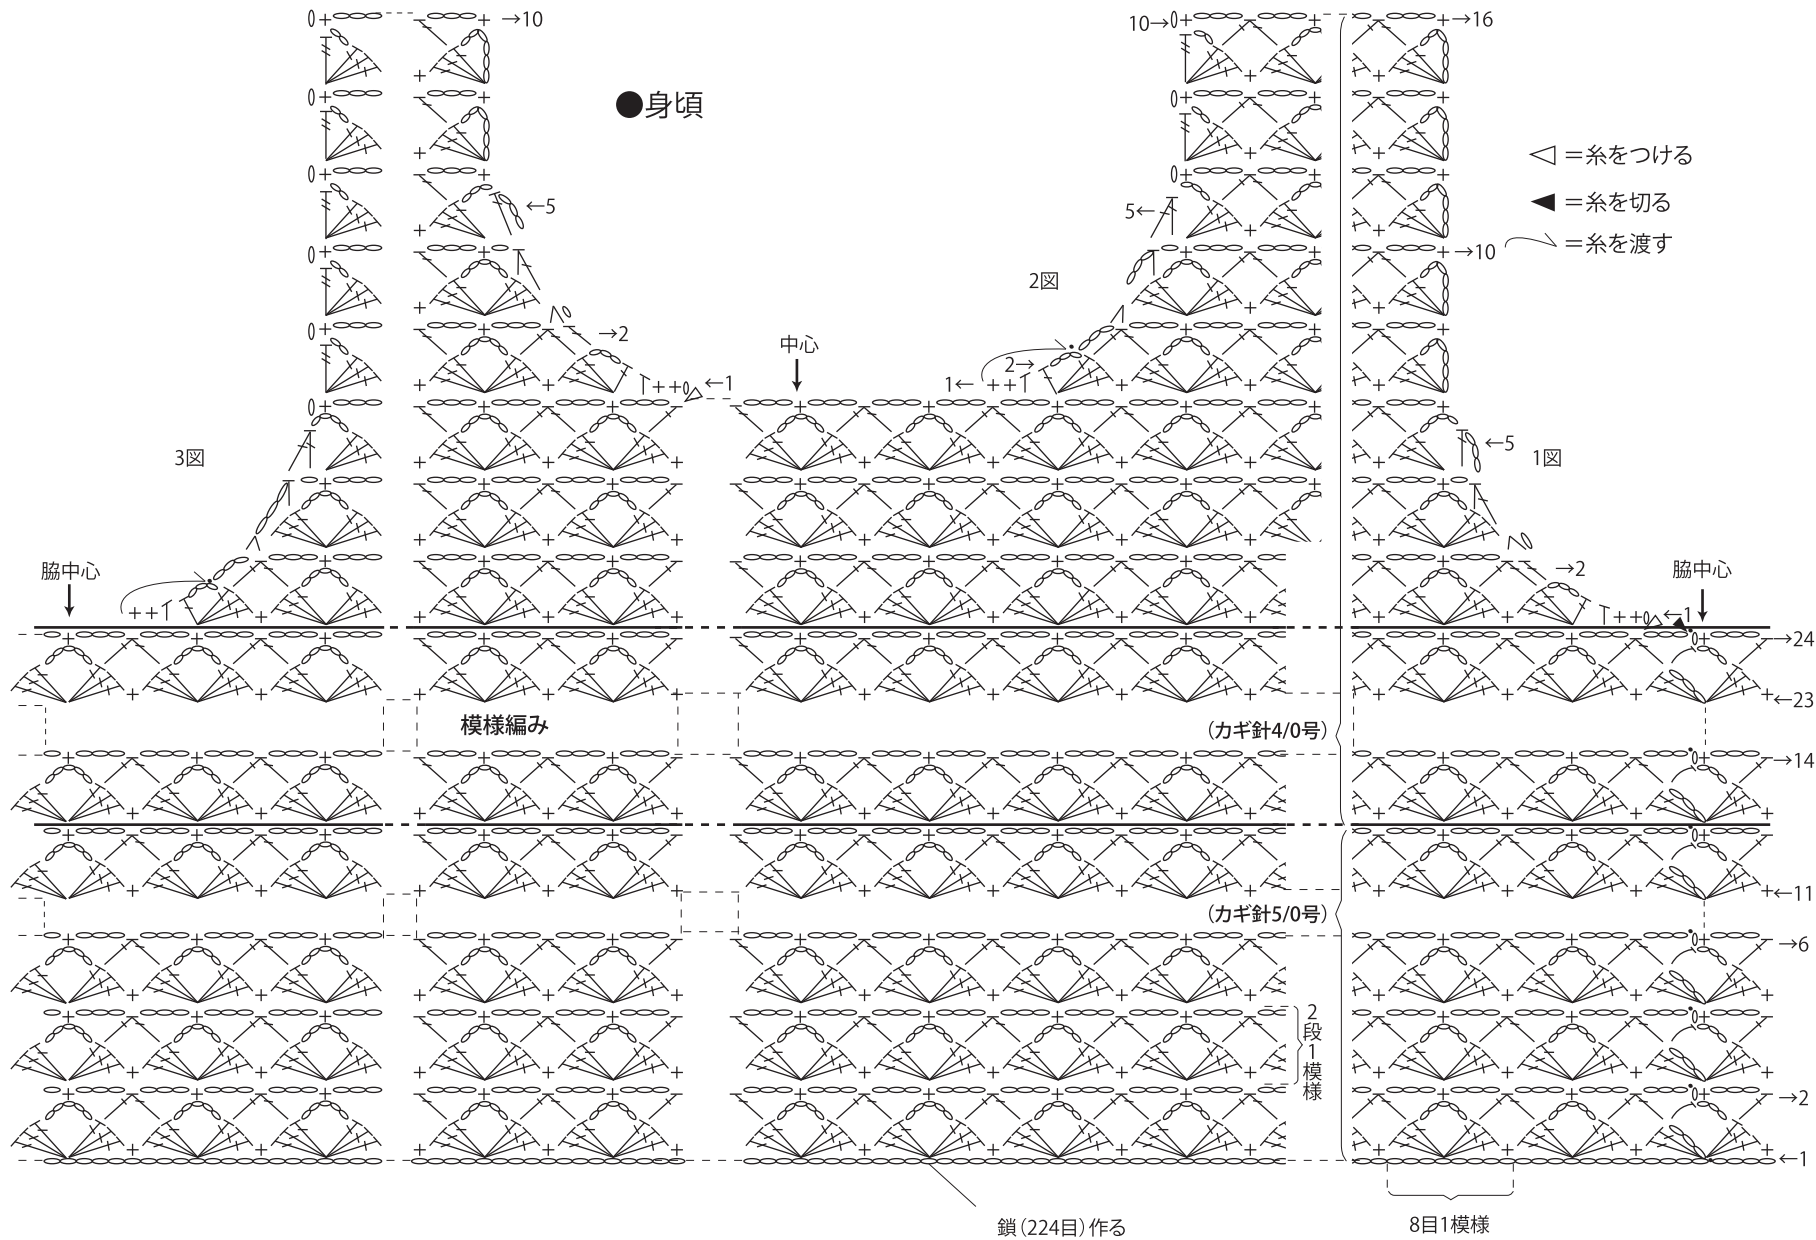 →10
10→
→16
●身頃
=糸をつける
=糸を切る
=糸を渡す
←5
5←
→10
2図
→2
中心
2→
←1
1←
3図
←5
1図
脇中心
→2
脇中心
←1
→24
←23
模様編み
(カギ針4/0号)
→14
←11
(カギ針5/0号)
→6
2段1模様
→2
←1
鎖(224目)作る
8目1模様